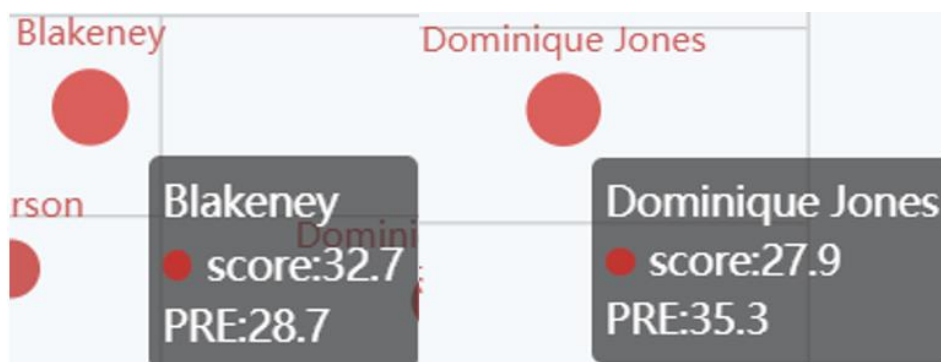 Blakeney
Dominique Jones
rson
Blakeney
score:32.7
PRE:28.7
Domini
Dominique Jones
score:27.9
PRE:35.3